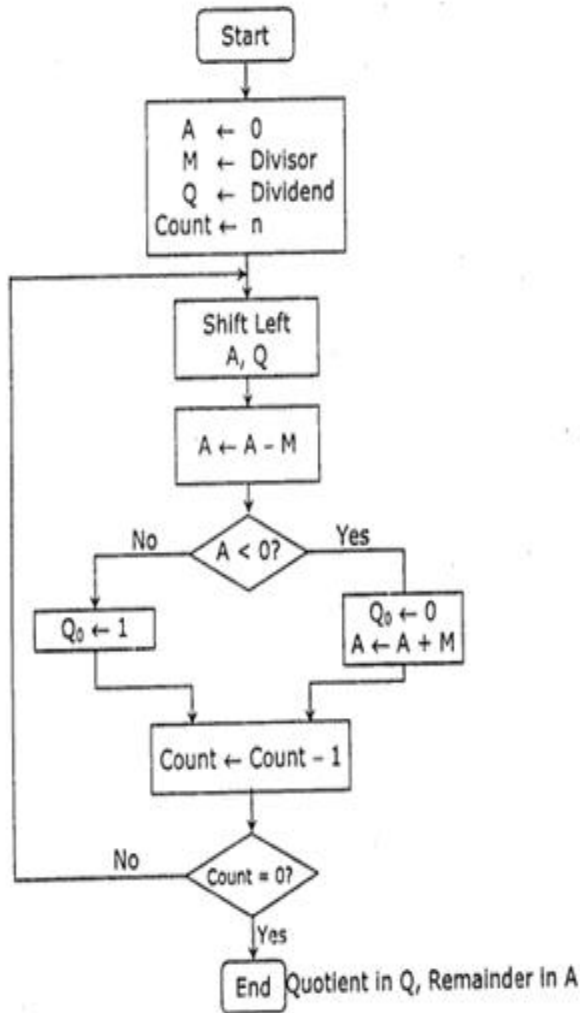 Start
A ← 0
M ← Divisor
Q ← Dividend
Count ← n
Shift Left
A, Q
A ← A – M
A < 0?
No
Yes
Q₀ ← 1
Q₀ ← 0
A ← A + M
Count ← Count – 1
No
Count = 0?
Yes
End
Quotient in Q, Remainder in A